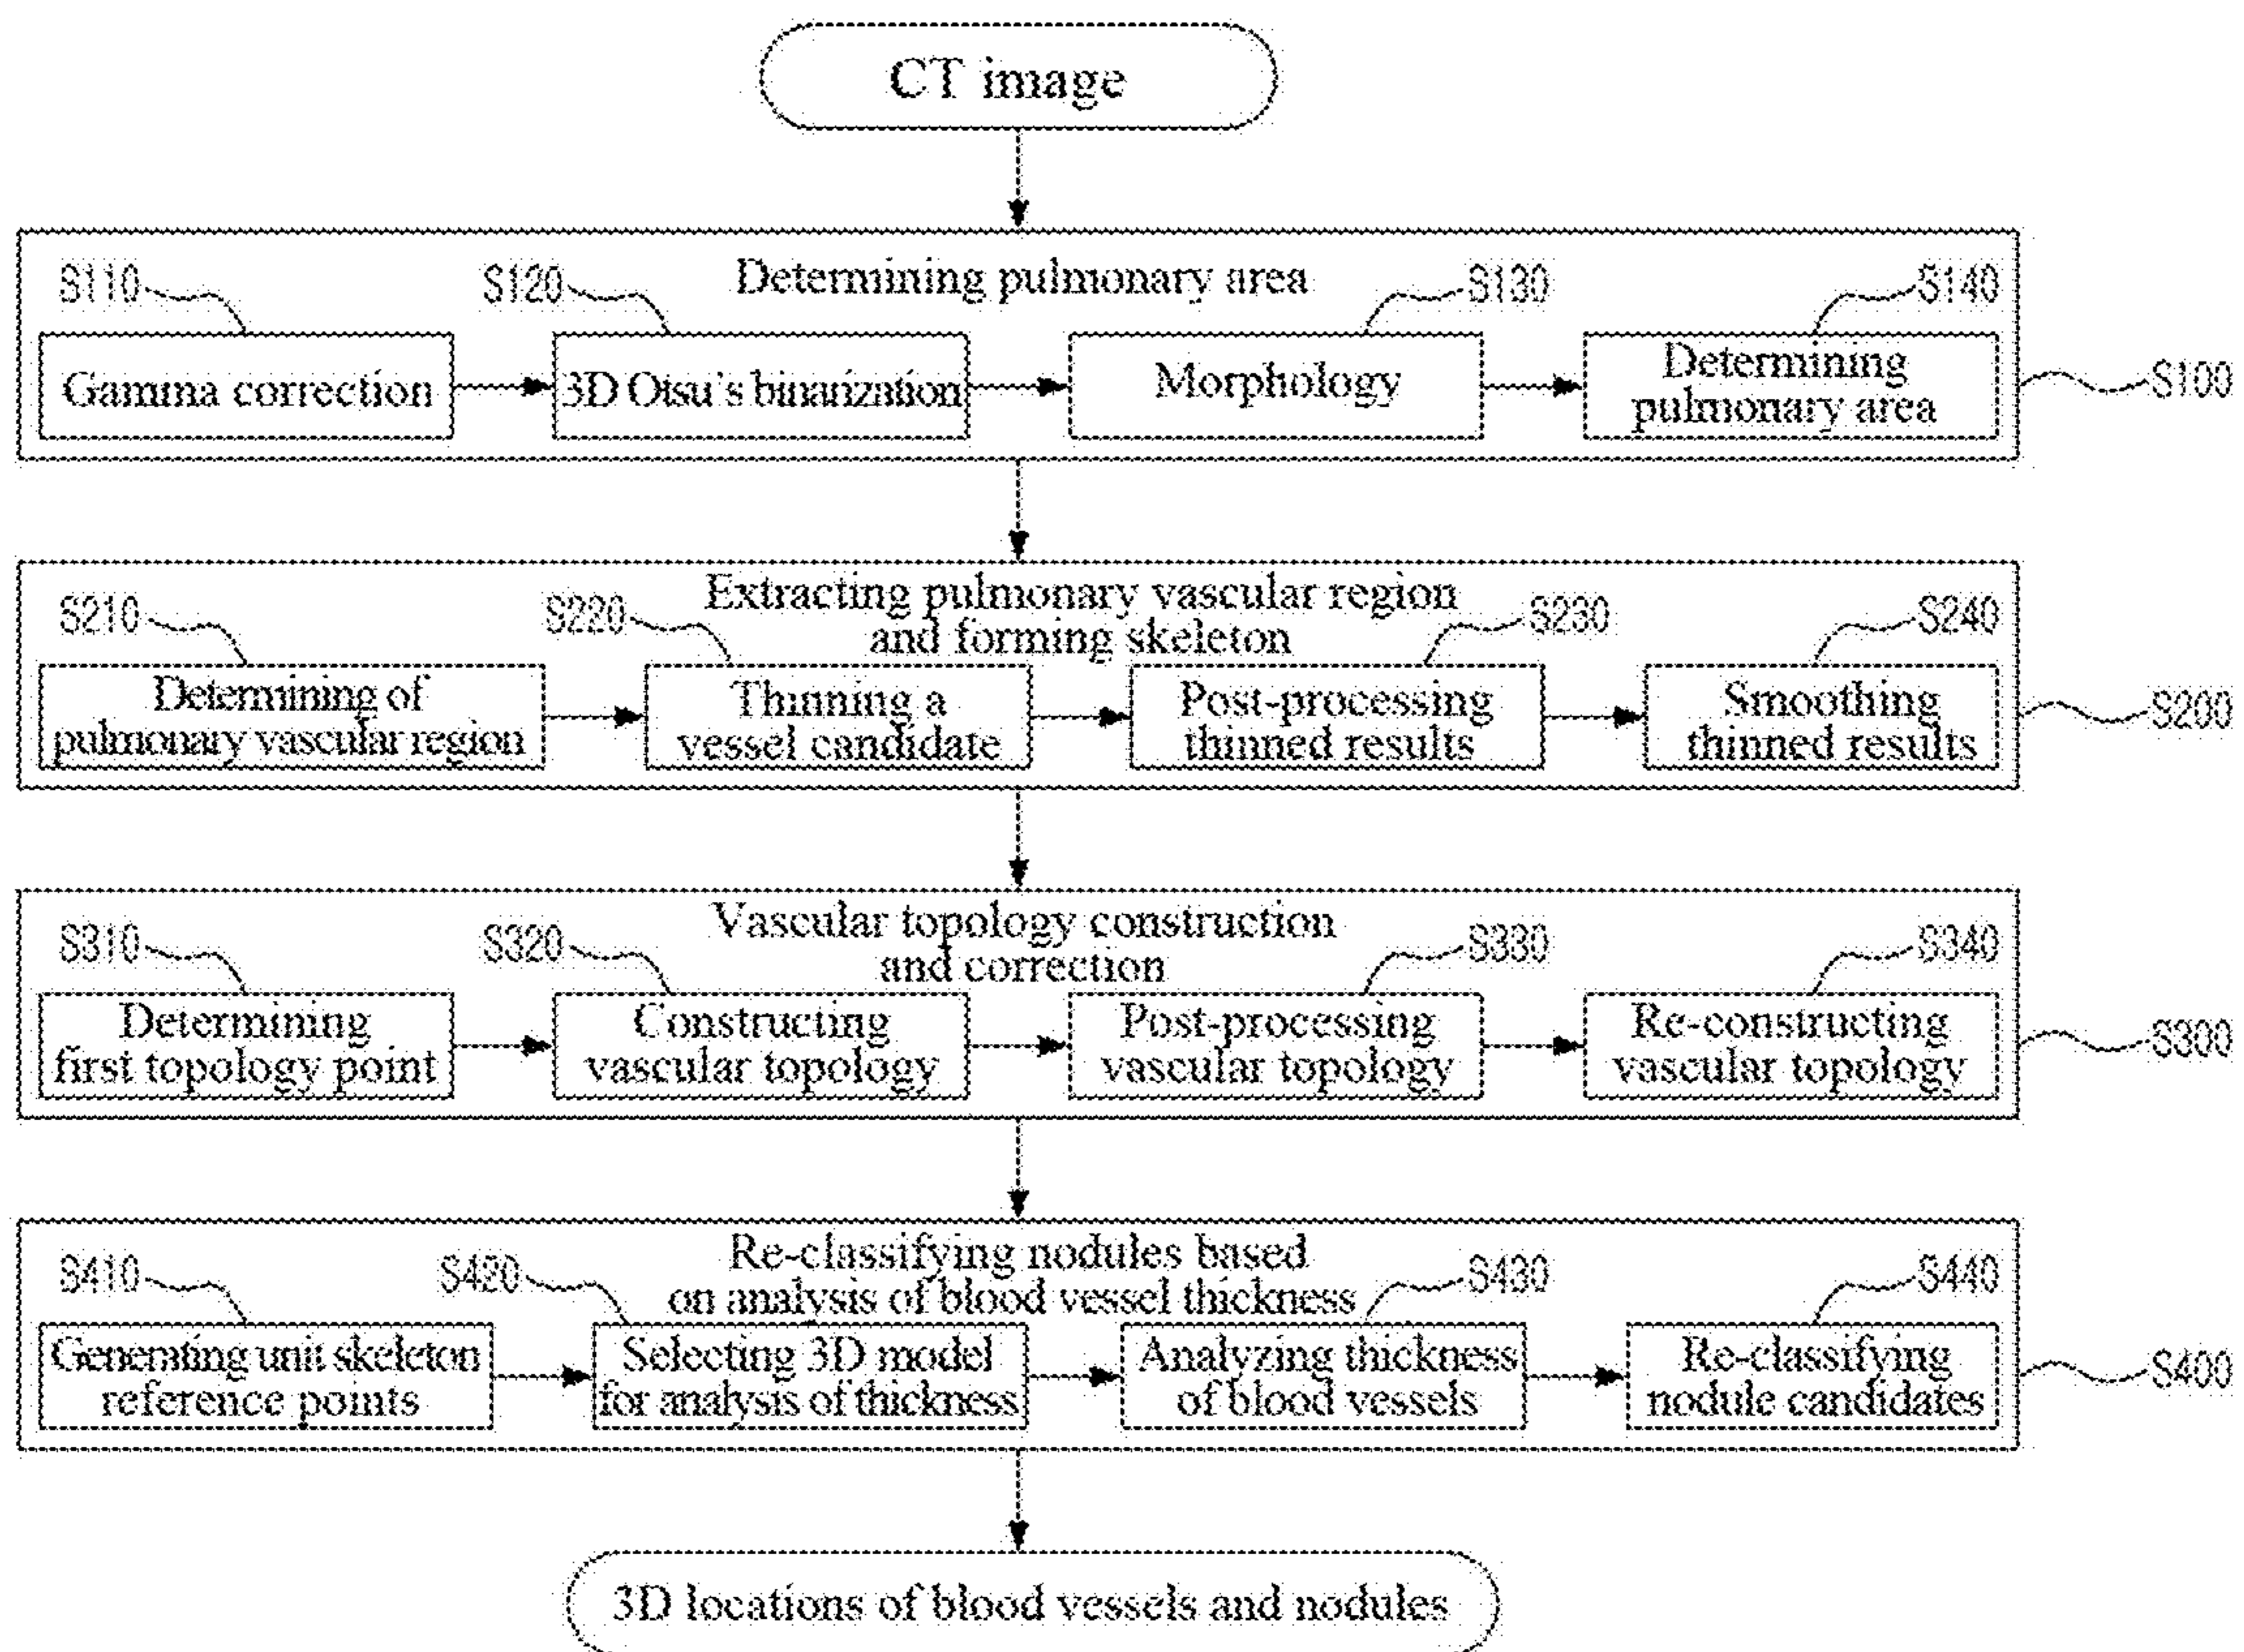 CT image
S110
S120
Determining pulmonary area
S130
S140
Gamma correction
3D Otsu's binarization
Morphology
Determining
pulmonary area
S100
S210
S220
Extracting pulmonary vascular region
and forming skeleton
S230
S240
Determining of
pulmonary vascular region
Thinning a
vessel candidate
Post-processing
thinned results
Smoothing
thinned results
S200
S310
S320
Vascular topology construction
and correction
S330
S340
Determining
first topology point
Constructing
vascular topology
Post-processing
vascular topology
Re-constructing
vascular topology
S300
S410
S420
Re-classifying nodules based
on analysis of blood vessel thickness
S430
S440
Generating unit skeleton
reference points
Selecting 3D model
for analysis of thickness
Analyzing thickness
of blood vessels
Re-classifying
nodule candidates
S400
3D locations of blood vessels and nodules